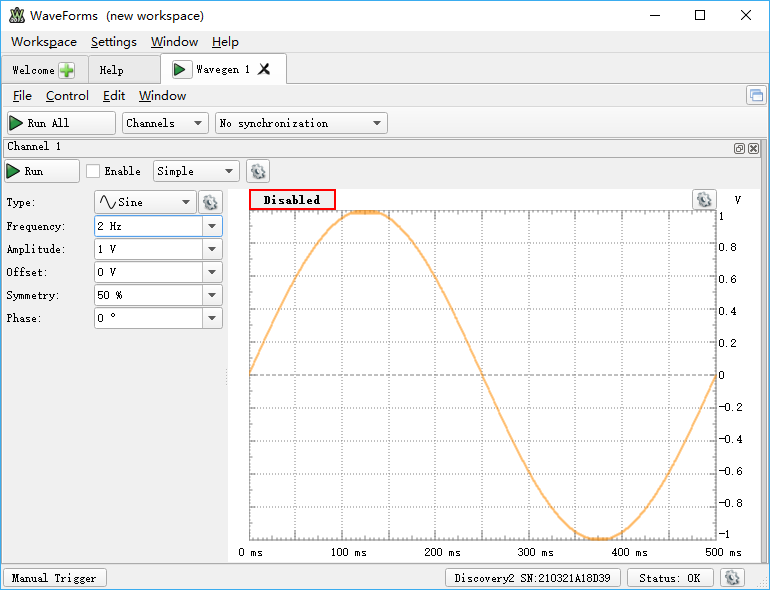 WaveForms (new workspace)
Workspace Settings Window Help
Welcome Help Wavegen 1
File Control Edit Window
Run All Channels No synchronization
Channel 1
Run Enable Simple
Type: Sine
Frequency: 2 Hz
Amplitude: 1 V
Offset: 0 V
Symmetry: 50 %
Phase: 0 °
Disabled V
1
0.8
0.6
0.4
0.2
0
-0.2
-0.4
-0.6
-0.8
-1
0 ms 100 ms 200 ms 300 ms 400 ms 500 ms
Manual Trigger Discovery2 SN:210321A18D39 Status: OK